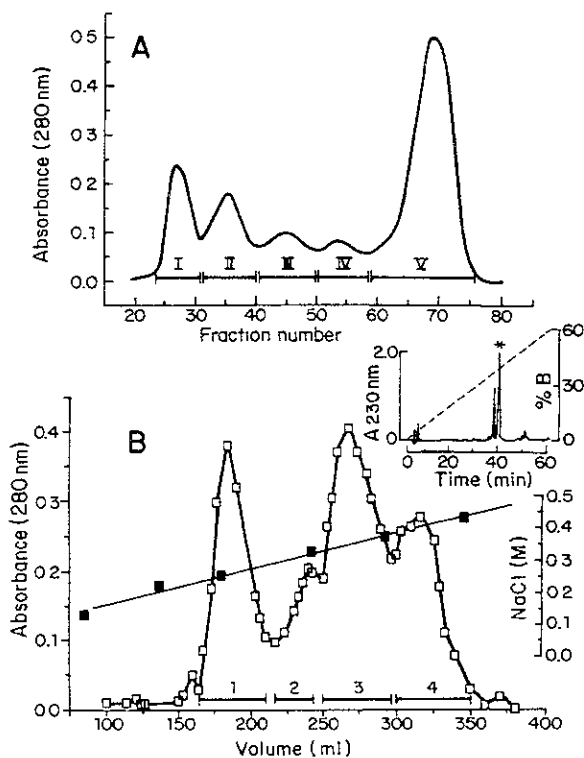 A
Absorbance (280 nm)
0.5
0.4
0.3
0.2
0.1
0.0
I II III IV V
20 30 40 50 60 70 80
Fraction number
B
Absorbance (280 nm)
0.4
0.3
0.2
0.1
0.0
1 2 3 4
50 100 150 200 250 300 350 400
Volume (ml)
NaCl (M)
0.5
0.4
0.3
0.2
0.1
0.0
A 230 nm
2.0
0
*
% B
60
30
0
0 20 40 60
Time (min)